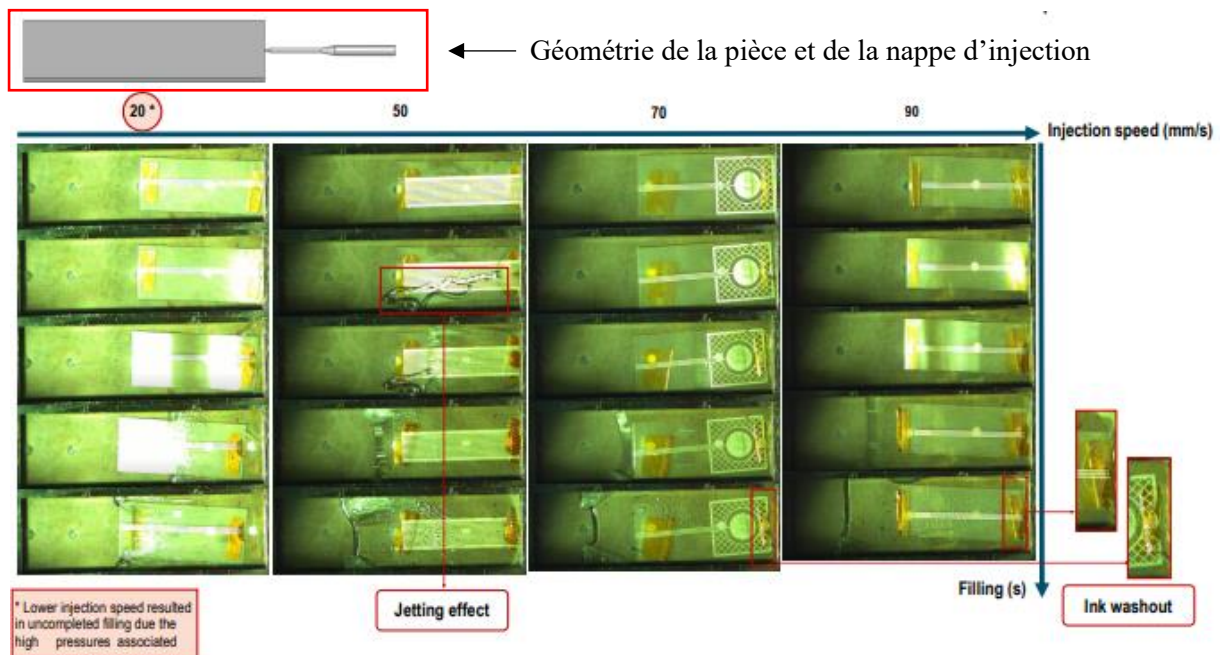 Géométrie de la pièce et de la nappe d’injection
20 *
50
70
90
Injection speed (mm/s)
Filling (s)
Jetting effect
Ink washout
* Lower injection speed resulted
in uncompleted filling due the
high pressures associated